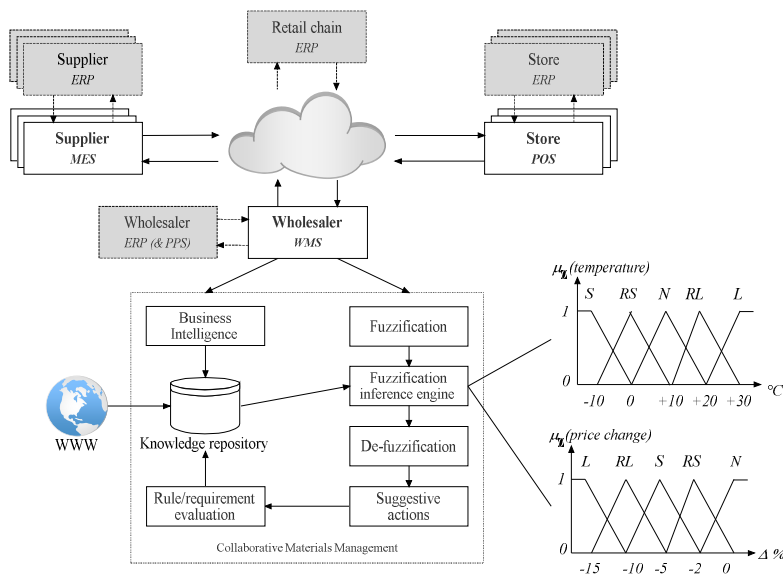 Retail chain
ERP
Supplier
ERP
Store
ERP
Supplier
MES
Store
POS
Wholesaler
ERP (& PPS)
Wholesaler
WMS
Business
Intelligence
Fuzzification
Fuzzification
inference engine
WWW
Knowledge repository
De-fuzzification
Rule/requirement
evaluation
Suggestive
actions
Collaborative Materials Management
(temperature)
S RS N RL L
1
0
-10 0 +10 +20 +30 °C
(price change)
L RL S RS N
1
0
-15 -10 -5 -2 0 Δ %